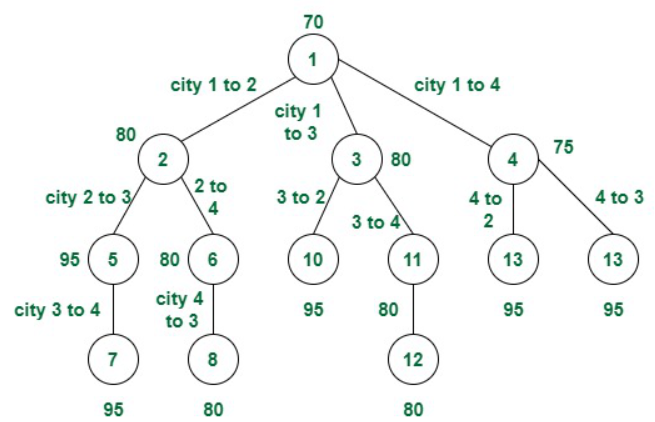 70
1
city 1 to 2
city 1
to 3
city 1 to 4
80
2
3
80
4
75
city 2 to 3
2 to
4
3 to 2
3 to 4
4 to
2
4 to 3
95
5
80
6
10
11
13
13
city 3 to 4
city 4
to 3
95
80
95
95
7
8
12
95
80
80